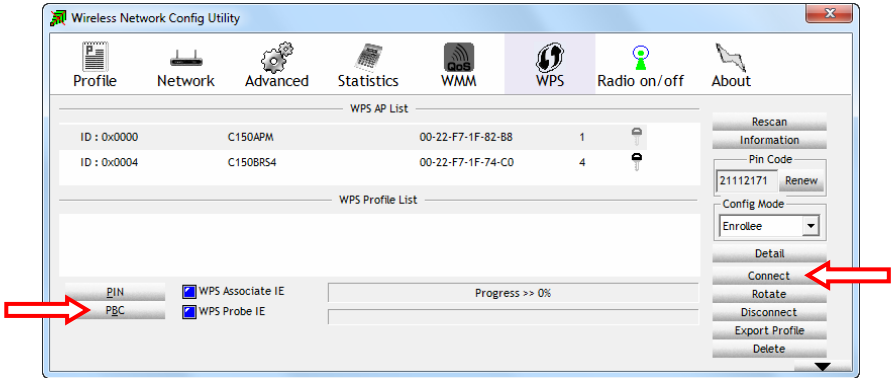 Wireless Network Config Utility
x
Profile Network Advanced Statistics WMM WPS Radio on/off About
QoS
WPS AP List
ID : 0x0000 C150APM 00-22-F7-1F-82-B8 1
ID : 0x0004 C150BRS4 00-22-F7-1F-74-C0 4
WPS Profile List
Rescan
Information
Pin Code
21112171 Renew
Config Mode
Enrollee
Detail
Connect
Rotate
Disconnect
Export Profile
Delete
PIN WPS Associate IE Progress >> 0%
PBC WPS Probe IE